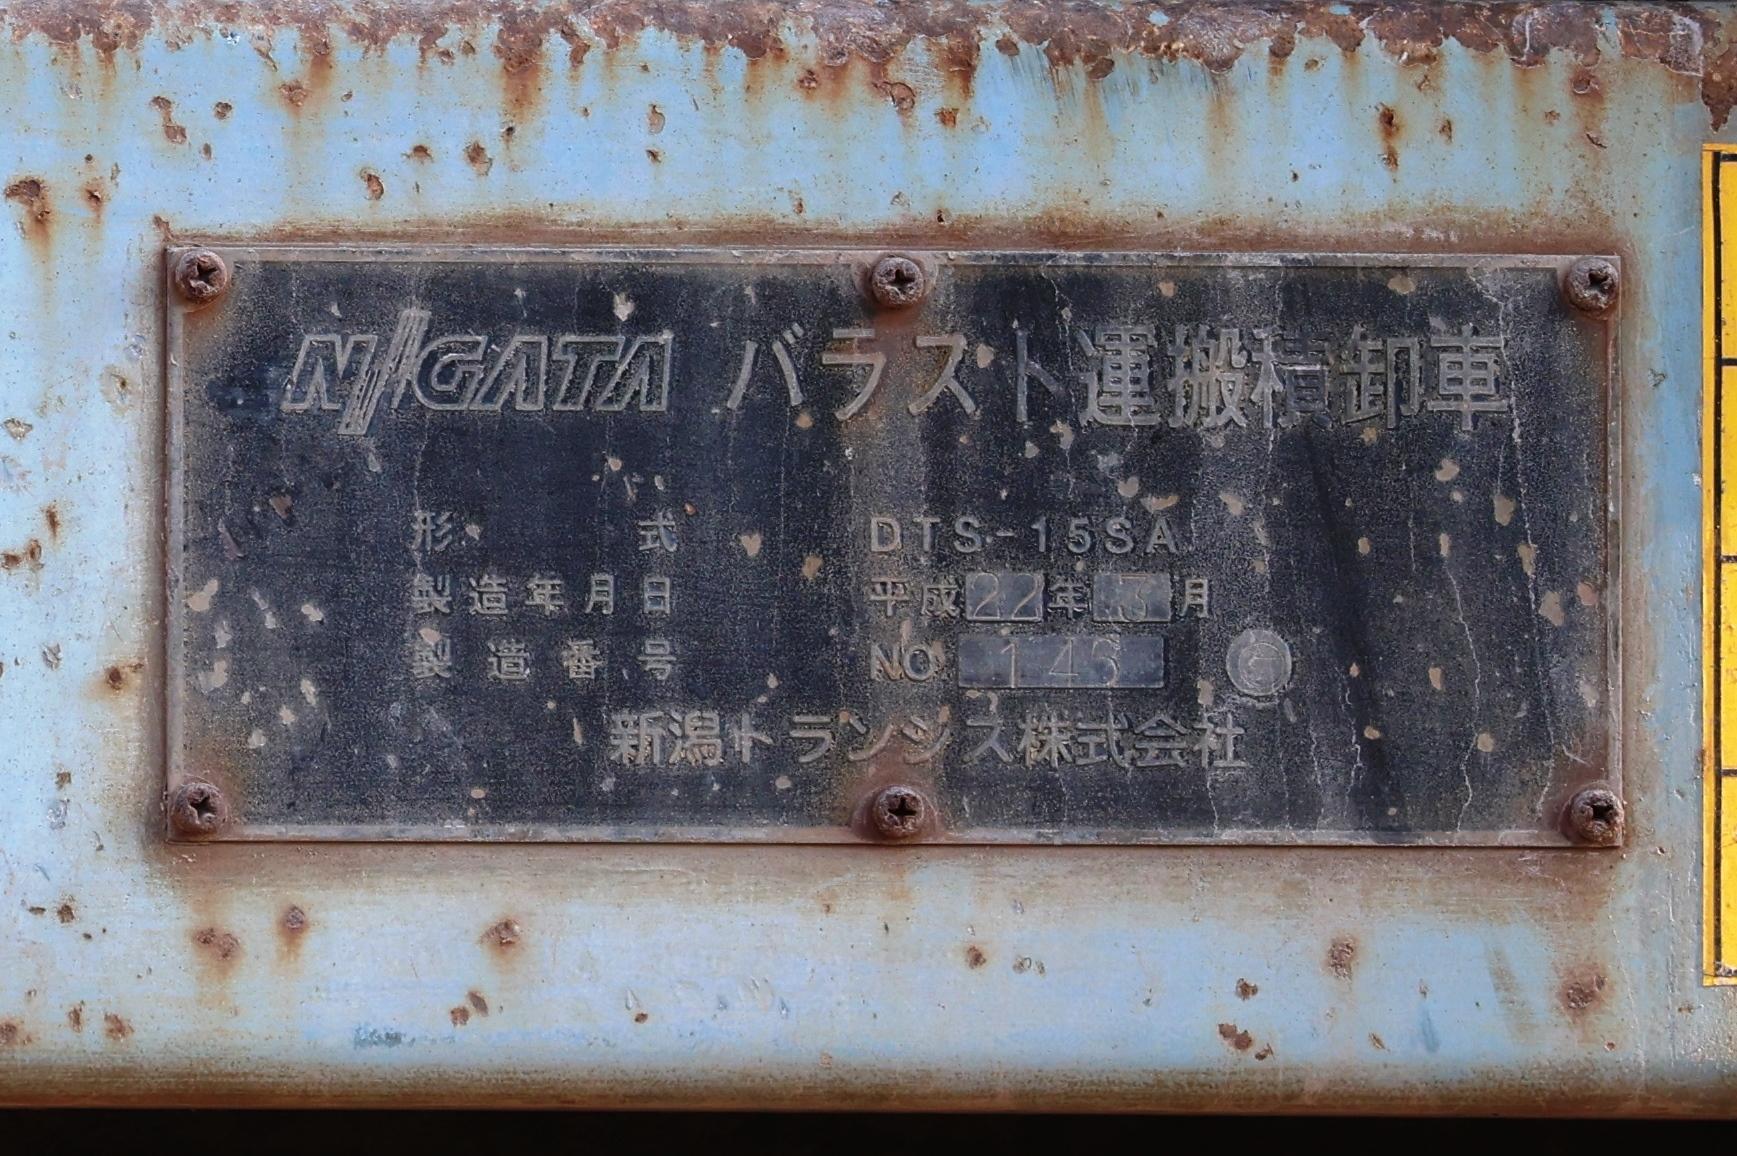 NIIGATA バラスト運搬積卸車
形式 DTS-15SA
製造年月日 平成22年3月
製造番号 NO
新潟トランシス株式会社